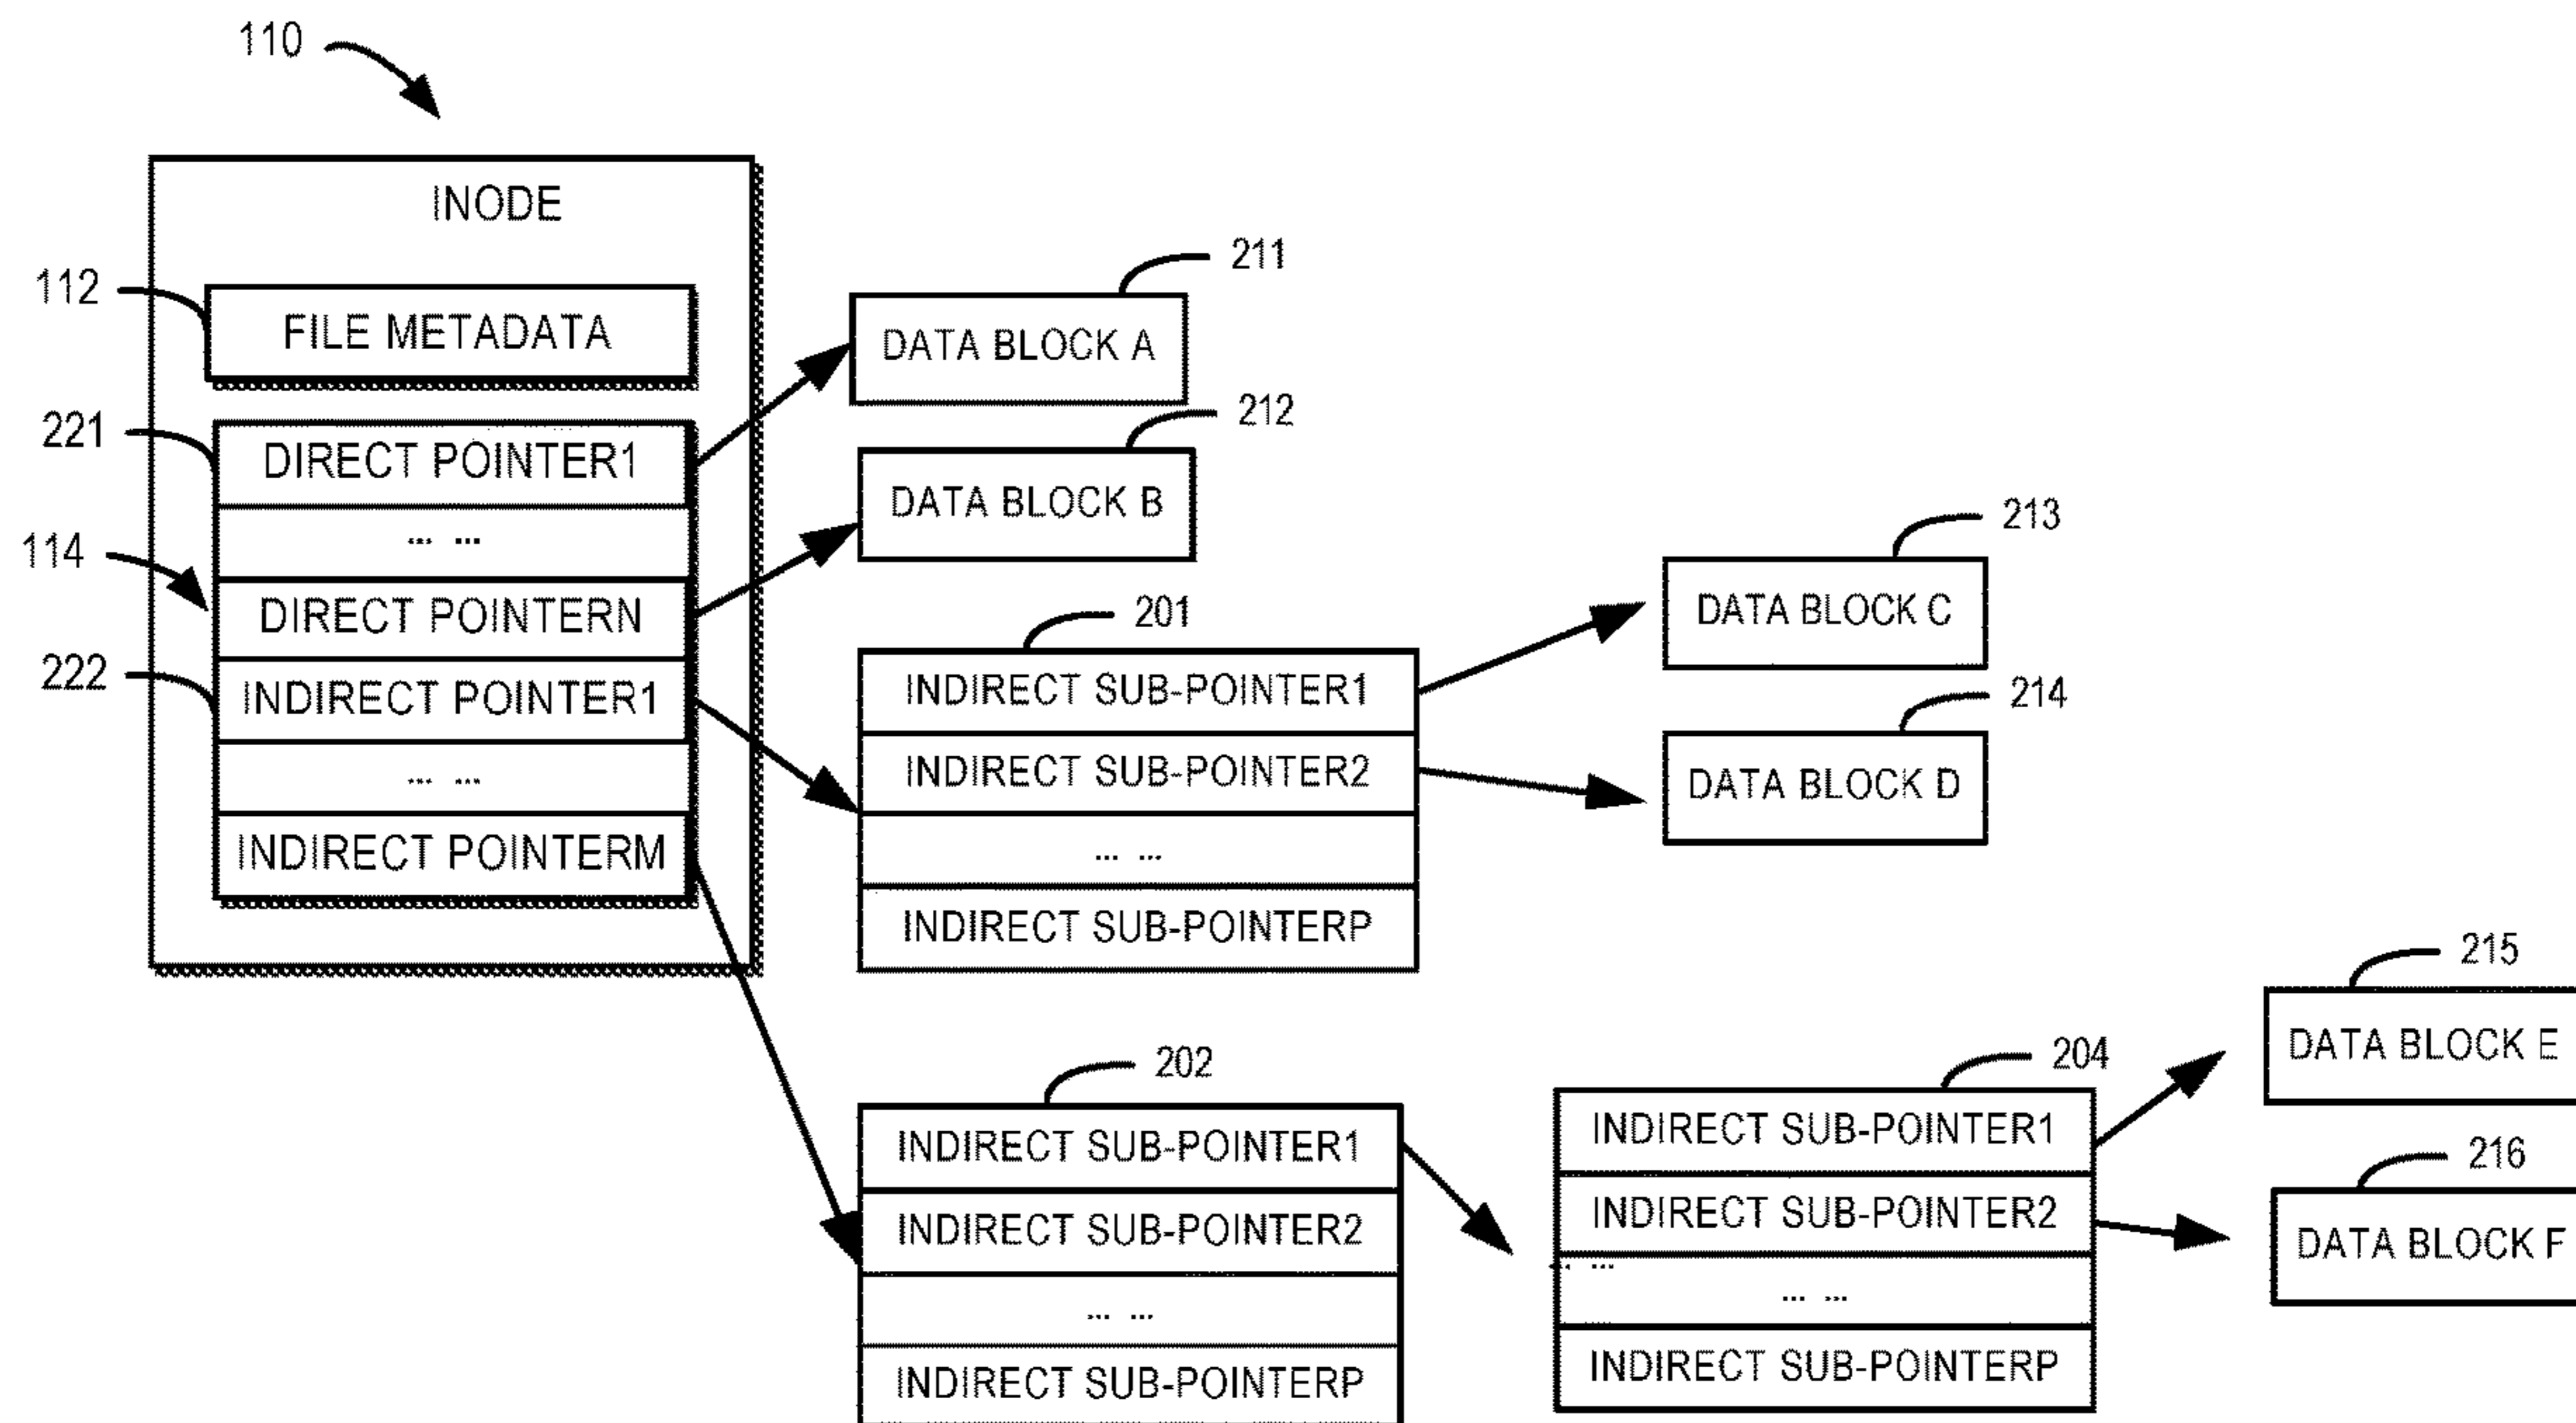 110
INODE
112
FILE METADATA
221
DIRECT POINTER1
... ...
114
DIRECT POINTERN
222
INDIRECT POINTER1
... ...
INDIRECT POINTERM
211
DATA BLOCK A
212
DATA BLOCK B
201
INDIRECT SUB-POINTER1
INDIRECT SUB-POINTER2
... ...
INDIRECT SUB-POINTERP
213
DATA BLOCK C
214
DATA BLOCK D
202
INDIRECT SUB-POINTER1
INDIRECT SUB-POINTER2
... ...
INDIRECT SUB-POINTERP
204
INDIRECT SUB-POINTER1
INDIRECT SUB-POINTER2
... ...
... ...
INDIRECT SUB-POINTERP
215
DATA BLOCK E
216
DATA BLOCK F